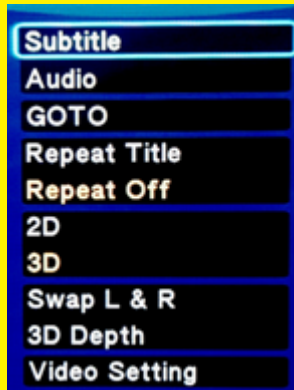 Subtitle
Audio
GOTO
Repeat Title
Repeat Off
2D
3D
Swap L & R
3D Depth
Video Setting